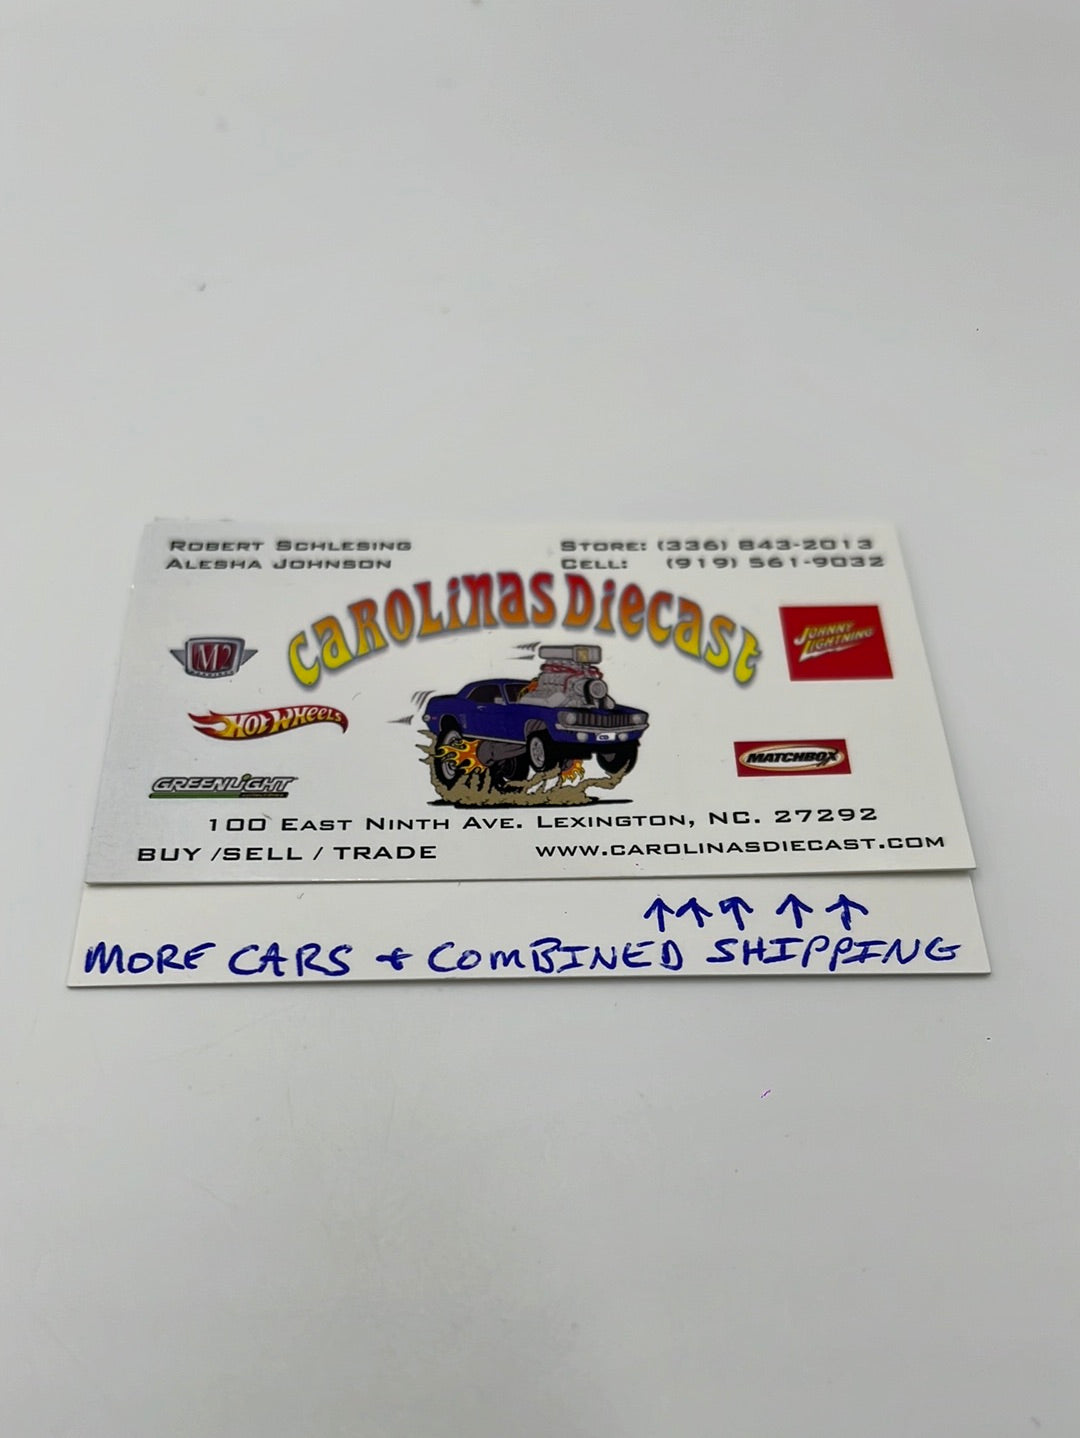 ROBERT SCHLESING
ALESHA JOHNSON
STORE: (336) 843-2013
CELL: (919) 561-9032
CAROLINAS DIECAST
M2
JOHNNY LIGHTNING
HOT WHEELS
MATCHBOX
GREENLIGHT
100 EAST NINTH AVE. LEXINGTON, NC. 27292
BUY /SELL / TRADE
WWW.CAROLINASDIECAST.COM
↑↑↑ ↑ ↑
MORE CARS & COMBINED SHIPPING